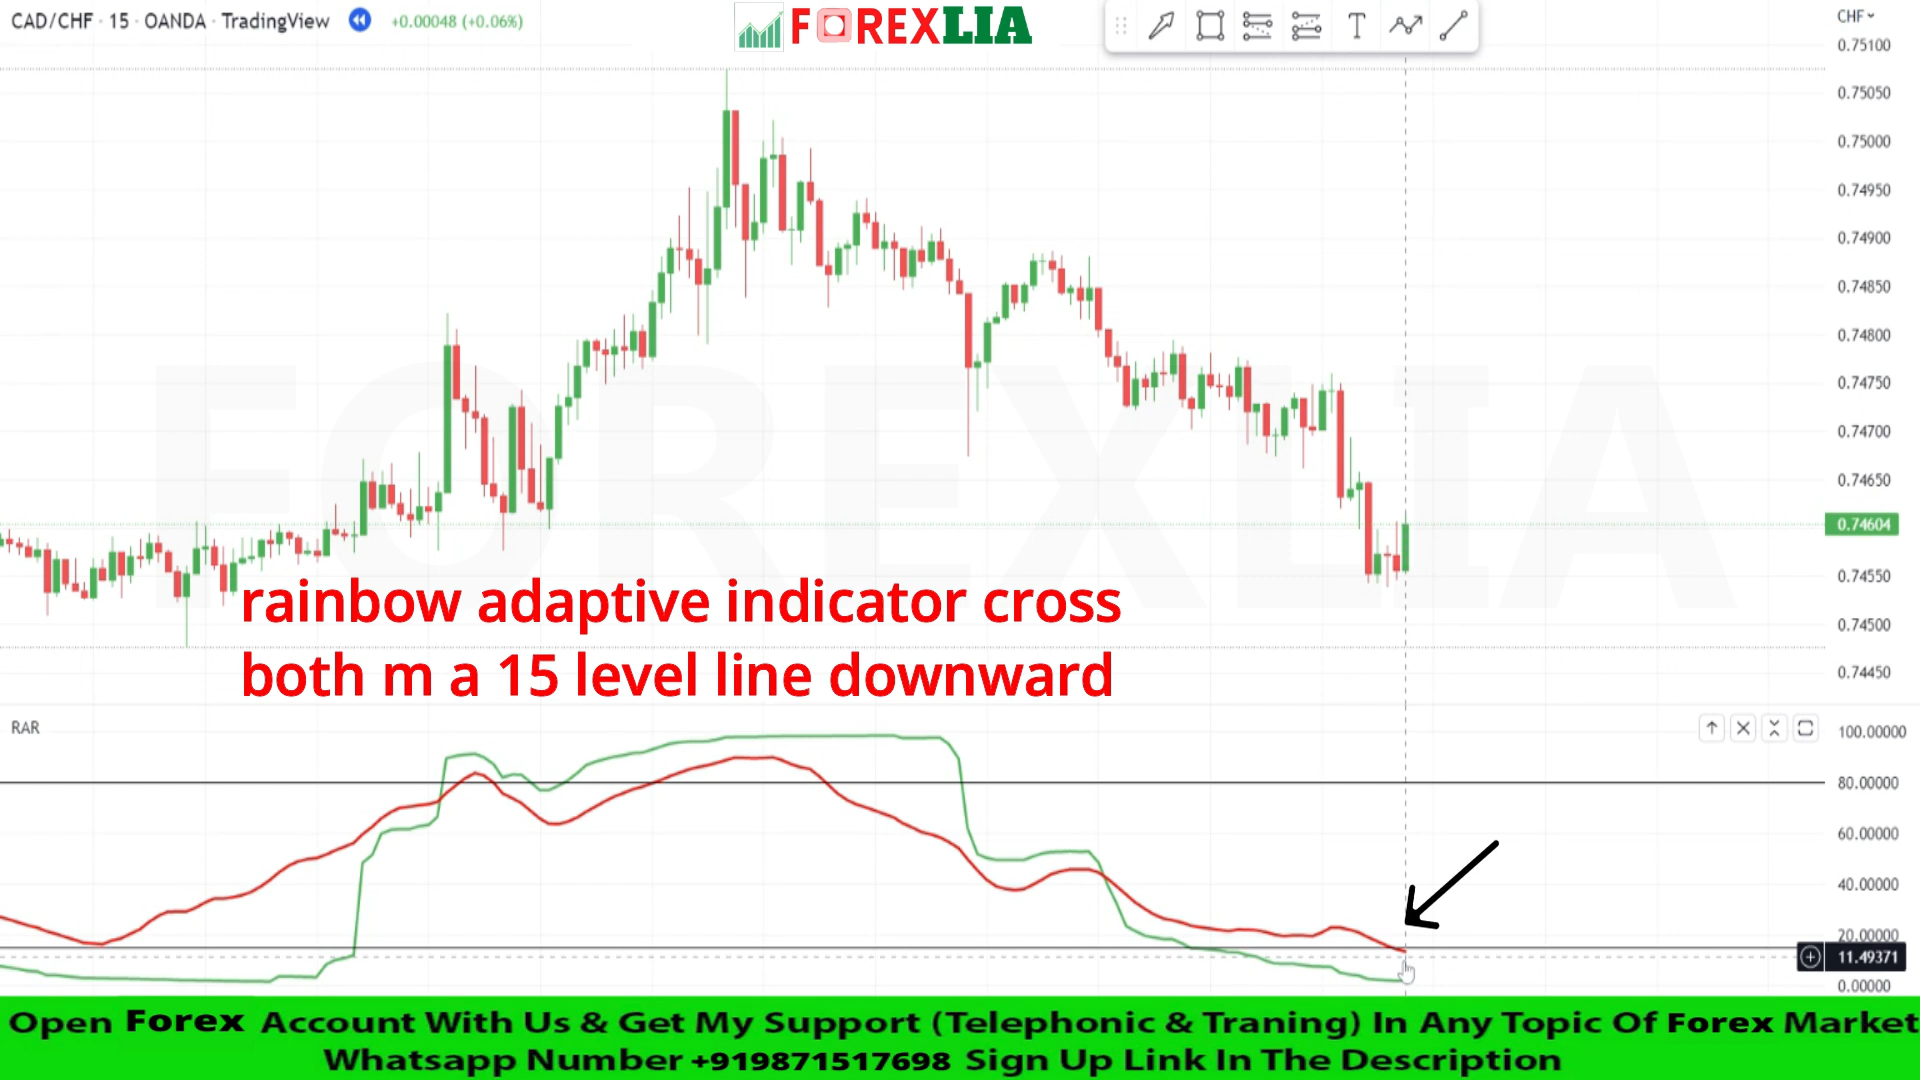 CAD/CHF · 15 · OANDA · TradingView
+0.00048 (+0.06%)
FOREXLIA
T
CHF
0.75100
0.75050
0.75000
0.74950
0.74900
0.74850
0.74800
0.74750
0.74700
0.74650
0.74604
0.74550
0.74500
0.74450
FOREXLIA
rainbow adaptive indicator cross
both m a 15 level line downward
RAR
100.00000
80.00000
60.00000
40.00000
20.00000
11.49371
0.00000
Open Forex Account With Us & Get My Support (Telephonic & Traning) In Any Topic Of Forex Market
Whatsapp Number +919871517698 Sign Up Link In The Description